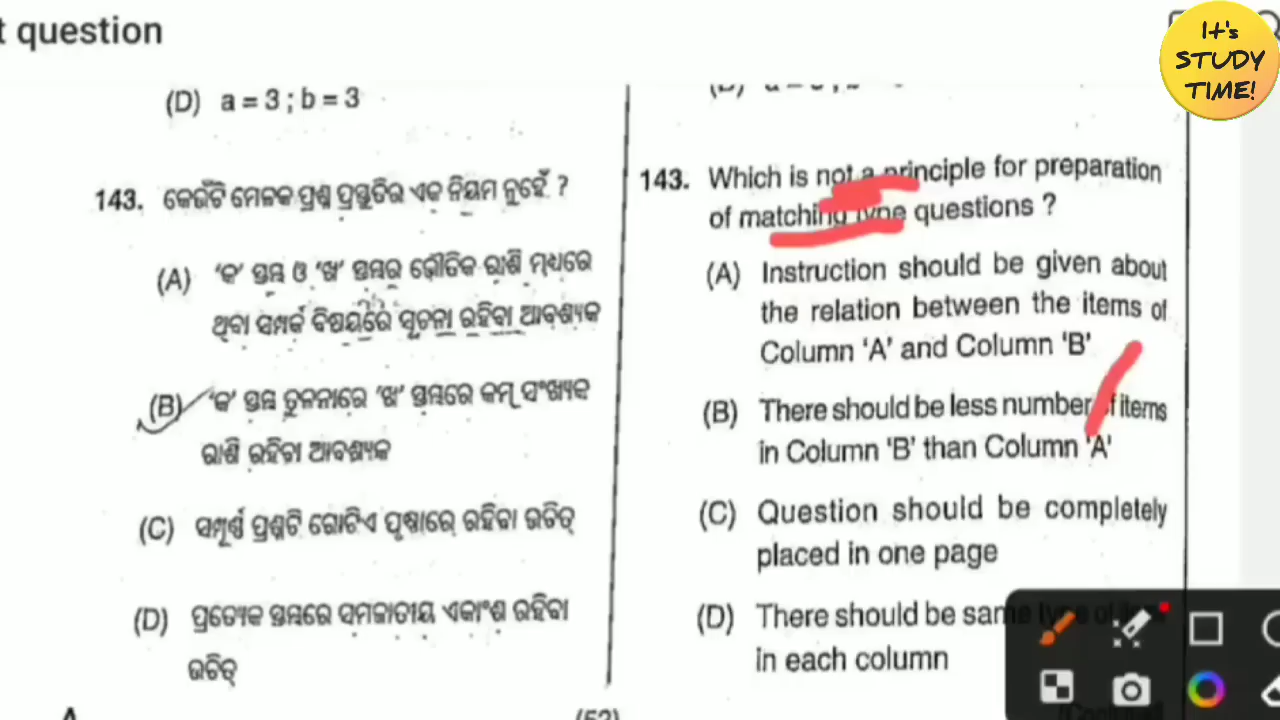 t question
It's
STUDY
TIME!
(D) a = 3 ; b = 3
143. କେଉଁଟି ମେଳକ ପ୍ରଶ୍ନ ପ୍ରସ୍ତୁତିର ଏକ ନିୟମ ନୁହେଁ ?
(A) 'କ' ସ୍ତମ୍ଭ ଓ 'ଖ' ସ୍ତମ୍ଭର ଭୌତିକ ରାଶି ମଧ୍ୟରେ
ଥିବା ସମ୍ପର୍କ ବିଷୟରେ ସୂଚନା ରହିବା ଆବଶ୍ୟକ
(B) 'କ' ସ୍ତମ୍ଭ ତୁଳନାରେ 'ଖ' ସ୍ତମ୍ଭରେ କମ୍ ସଂଖ୍ୟକ
ରାଶି ରହିବା ଆବଶ୍ୟକ
(C) ସମ୍ପୂର୍ଣ୍ଣ ପ୍ରଶ୍ନଟି ଗୋଟିଏ ପୃଷ୍ଠାରେ ରହିବା ଉଚିତ୍
(D) ପ୍ରତ୍ୟେକ ସ୍ତମ୍ଭରେ ସମଜାତୀୟ ଏକାଂଶ ରହିବା
ଉଚିତ୍
143. Which is not a principle for preparation
of matching type questions ?
(A) Instruction should be given about
the relation between the items of
Column 'A' and Column 'B'
(B) There should be less number of items
in Column 'B' than Column 'A'
(C) Question should be completely
placed in one page
(D) There should be same type of
in each column
(52)